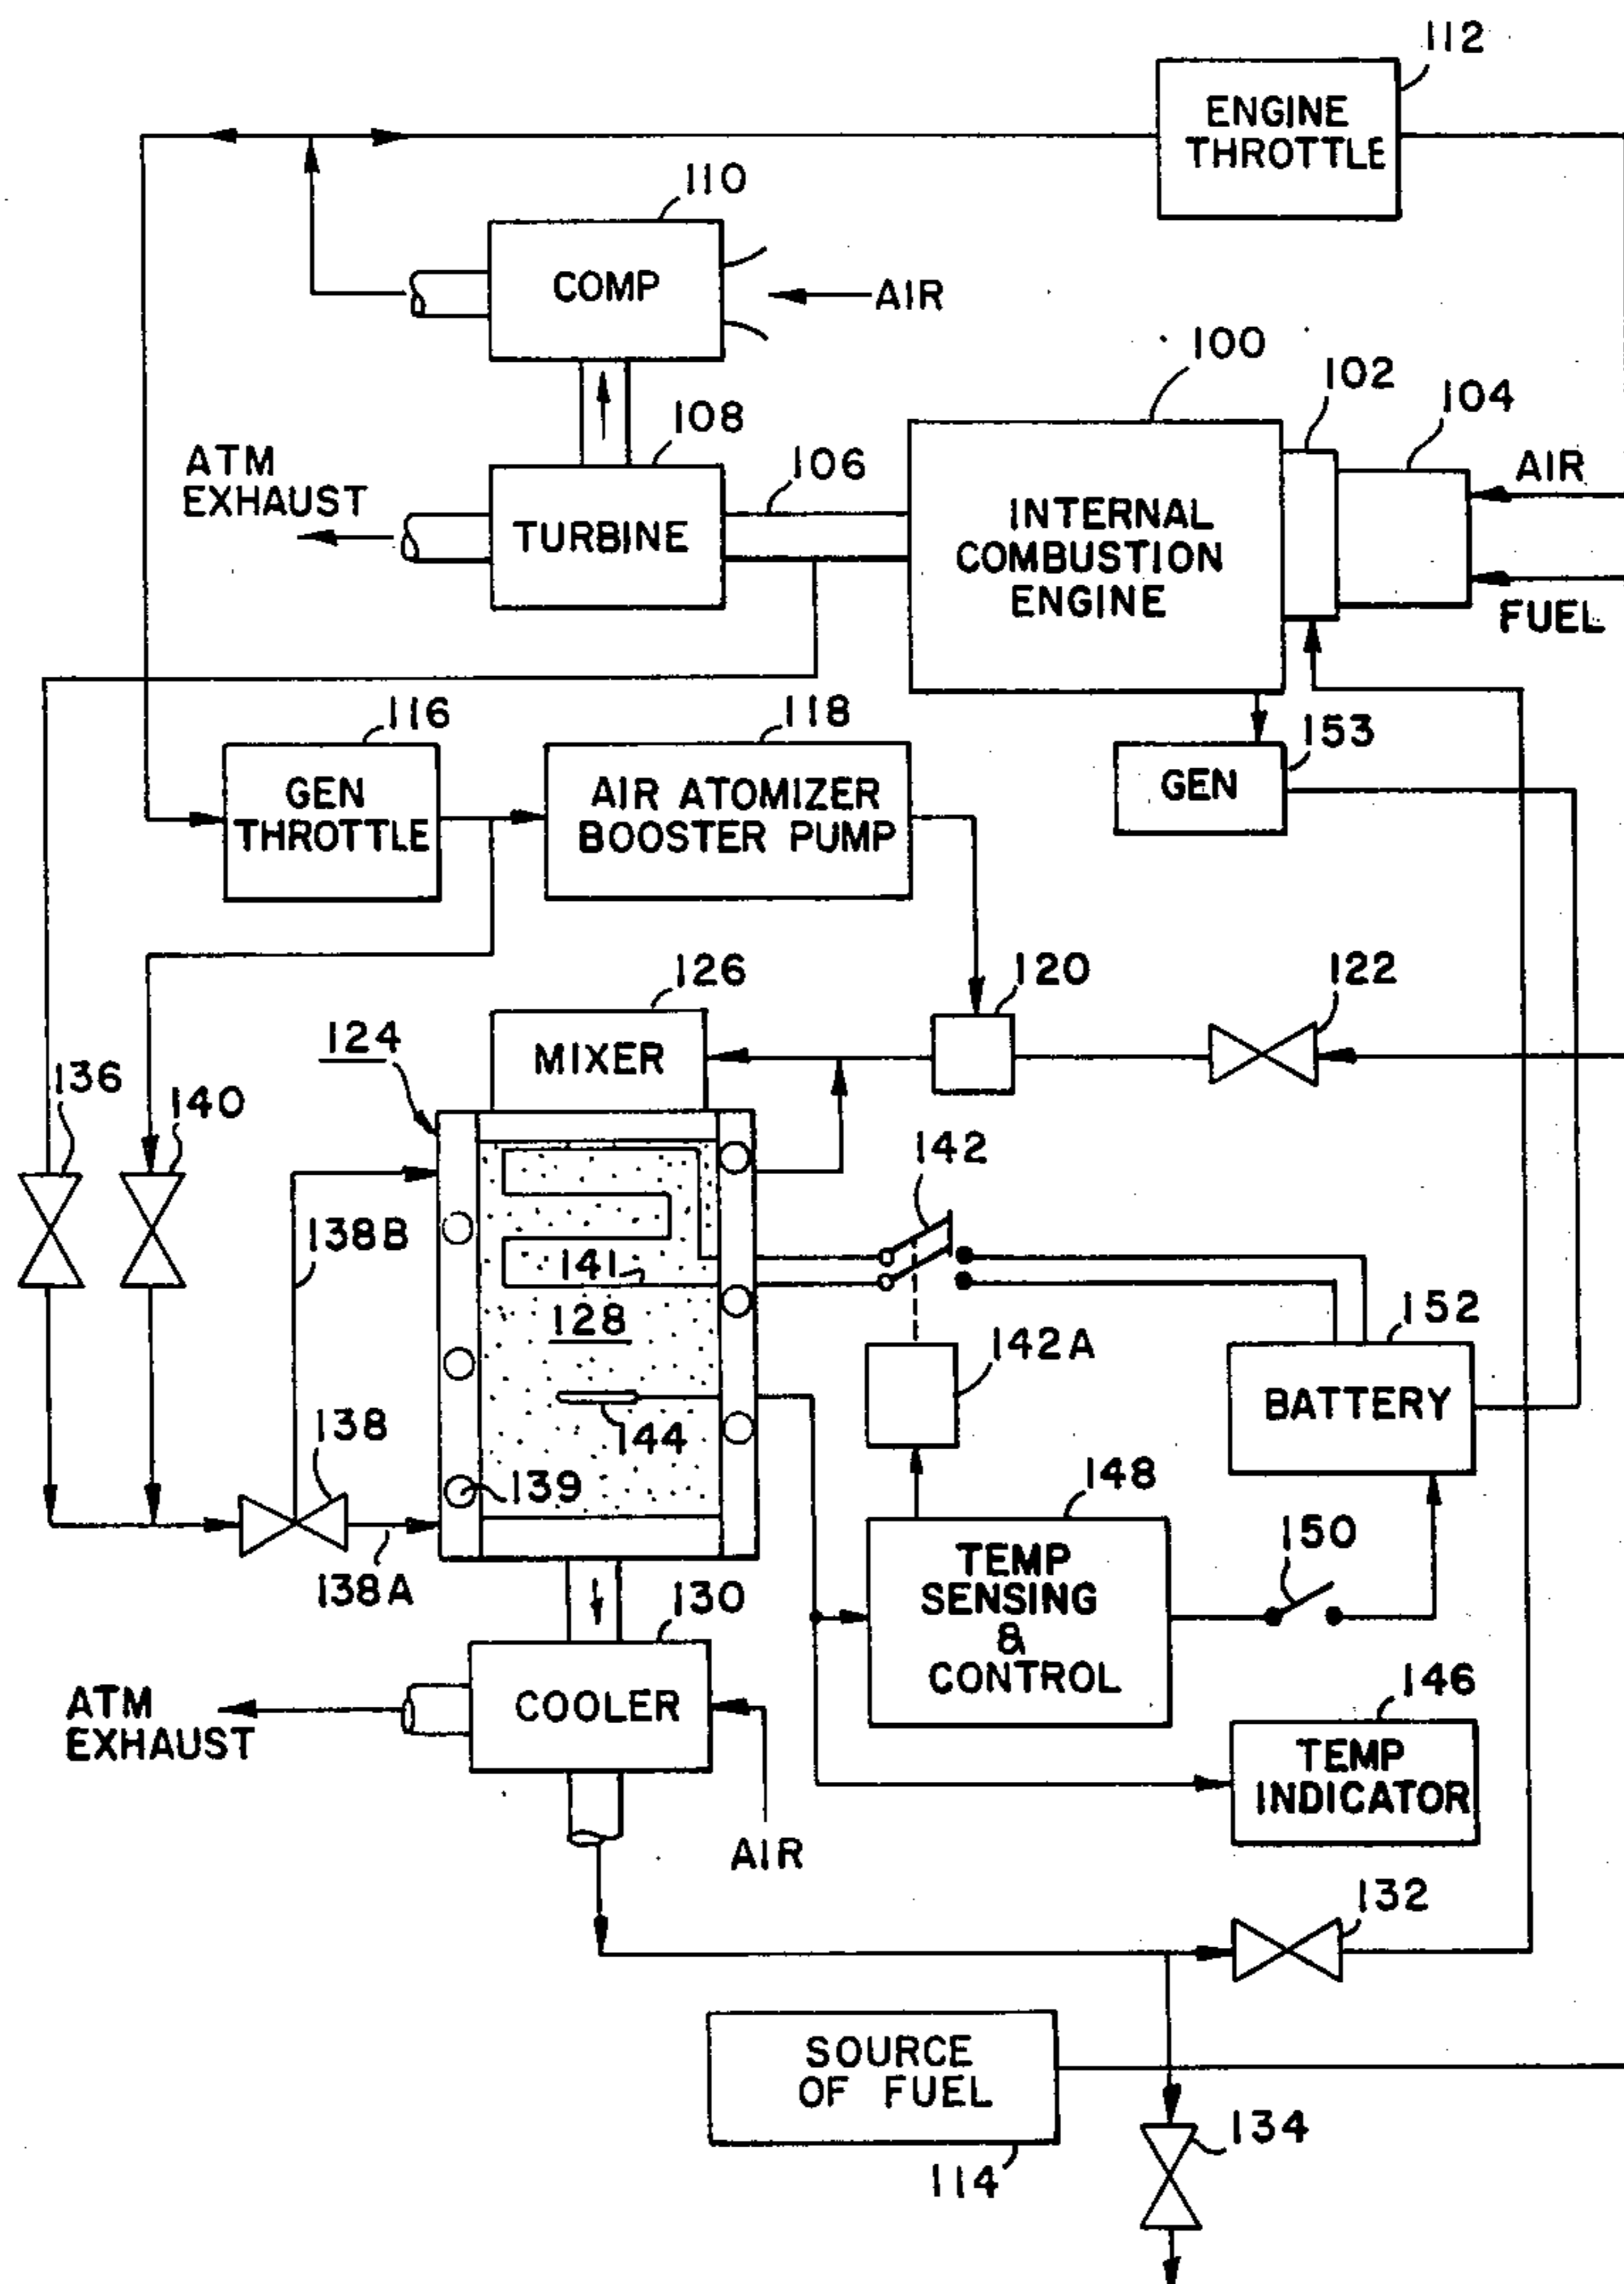 112
ENGINE
THROTTLE
110
COMP
AIR
100
102
104
108
106
ATM
EXHAUST
TURBINE
INTERNAL
COMBUSTION
ENGINE
AIR
FUEL
116
118
153
GEN
THROTTLE
AIR ATOMIZER
BOOSTER PUMP
GEN
126
120
122
124
MIXER
136
140
142
138B
141
128
152
142A
BATTERY
138
144
139
148
150
138A
TEMP
SENSING
&
CONTROL
130
COOLER
146
ATM
EXHAUST
TEMP
INDICATOR
AIR
132
SOURCE
OF FUEL
134
114